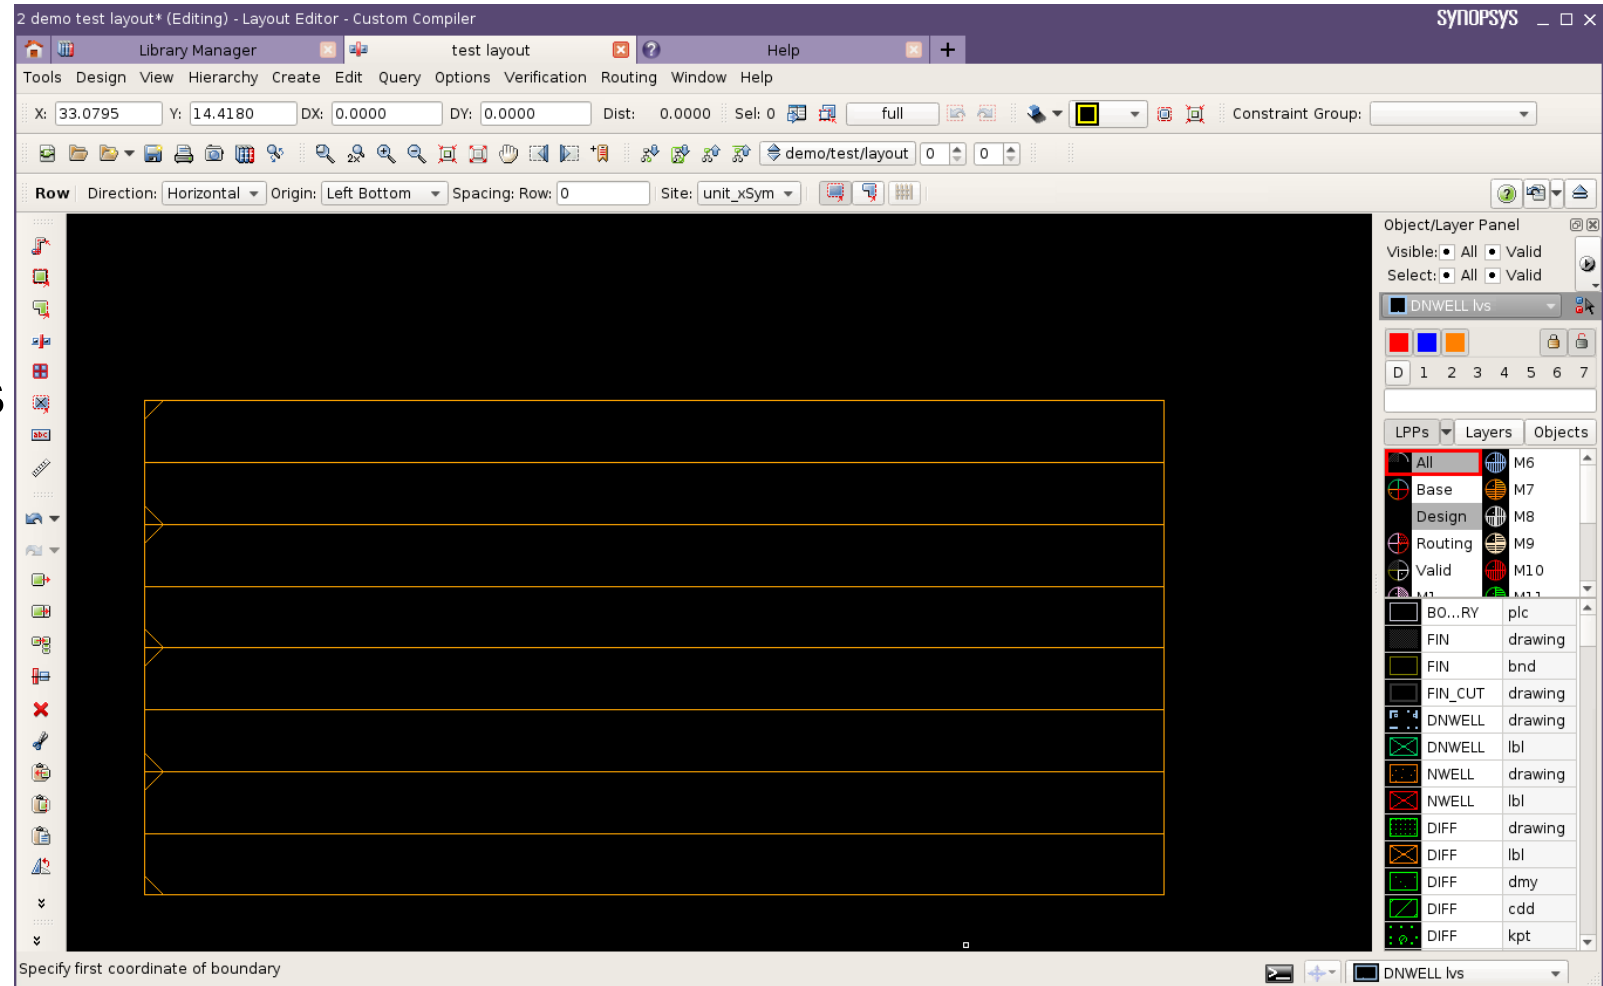 2 demo test layout* (Editing) - Layout Editor - Custom Compiler SYNOPSYS
Library Manager test layout Help
Tools Design View Hierarchy Create Edit Query Options Verification Routing Window Help
X: 33.0795 Y: 14.4180 DX: 0.0000 DY: 0.0000 Dist: 0.0000 Sel: 0 full Constraint Group:
demo/test/layout 0 0
Row Direction: Horizontal Origin: Left Bottom Spacing: Row: 0 Site: unit_xSym
Object/Layer Panel
Visible: All Valid
Select: All Valid
DNWELL lvs
D 1 2 3 4 5 6 7
LPPs Layers Objects
All M6
Base M7
Design M8
Routing M9
Valid M10
M1 M11
BO...RY plc
FIN drawing
FIN bnd
FIN_CUT drawing
DNWELL drawing
DNWELL lbl
NWELL drawing
NWELL lbl
DIFF drawing
DIFF lbl
DIFF dmy
DIFF cdd
DIFF kpt
abc
Specify first coordinate of boundary DNWELL lvs